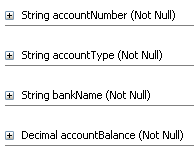 String accountNumber (Not Null)
String accountType (Not Null)
String bankName (Not Null)
Decimal accountBalance (Not Null)